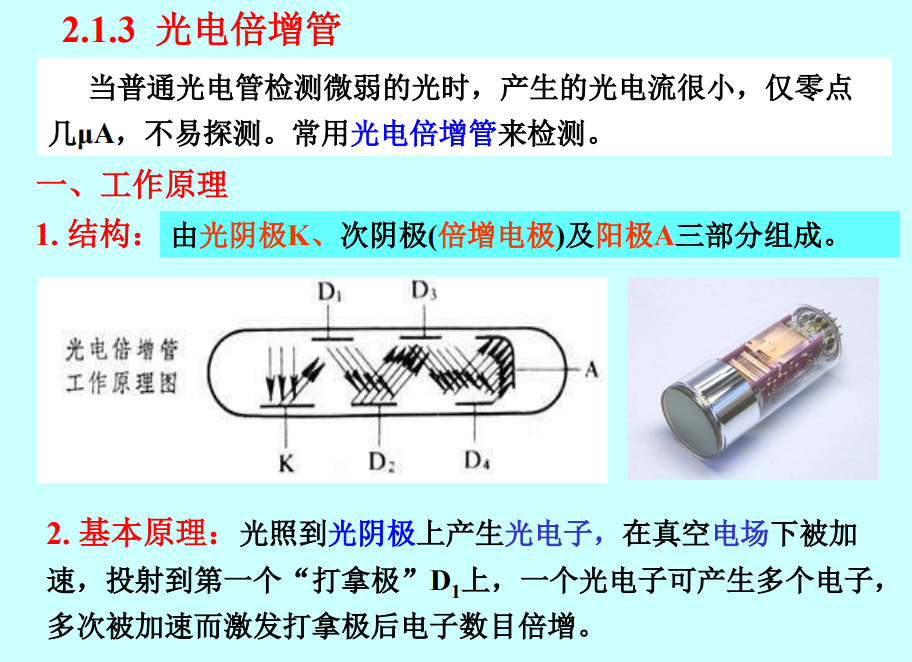 2.1.3 光电倍增管
当普通光电管检测微弱的光时，产生的光电流很小，仅零点
几μA，不易探测。常用光电倍增管来检测。
一、工作原理
1. 结构：由光阴极K、次阴极(倍增电极)及阳极A三部分组成。
D1 D3
光电倍增管
工作原理图
A
K D2 D4
2. 基本原理：光照到光阴极上产生光电子，在真空电场下被加
速，投射到第一个“打拿极”D1上，一个光电子可产生多个电子，
多次被加速而激发打拿极后电子数目倍增。